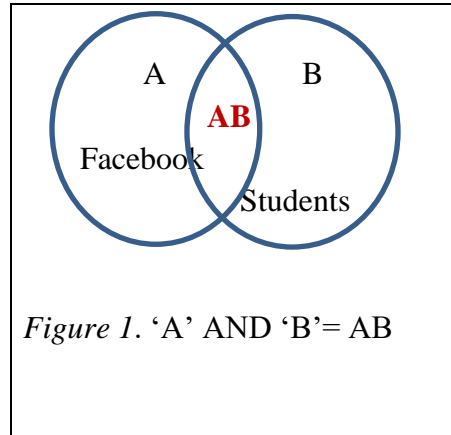 A B
AB
Facebook
Students
Figure 1. ‘A’ AND ‘B’= AB